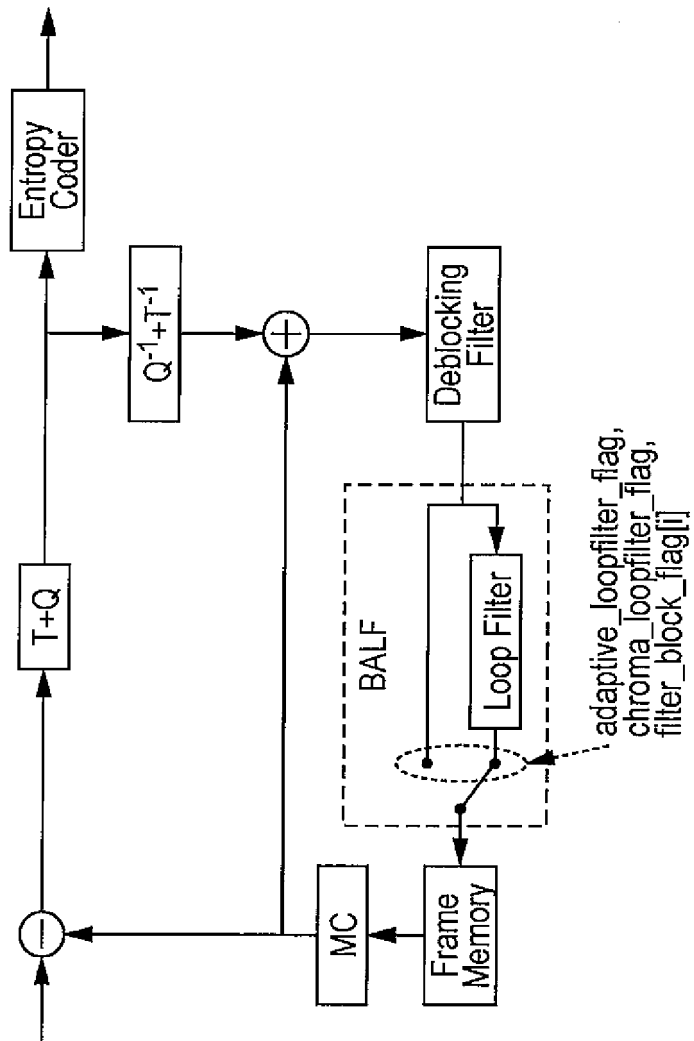 T+Q
Entropy
Coder
Q⁻¹+T⁻¹
MC
Frame
Memory
BALF
Loop Filter
Deblocking
Filter
adaptive_loopfilter_flag,
chroma_loopfilter_flag,
filter_block_flag[i]